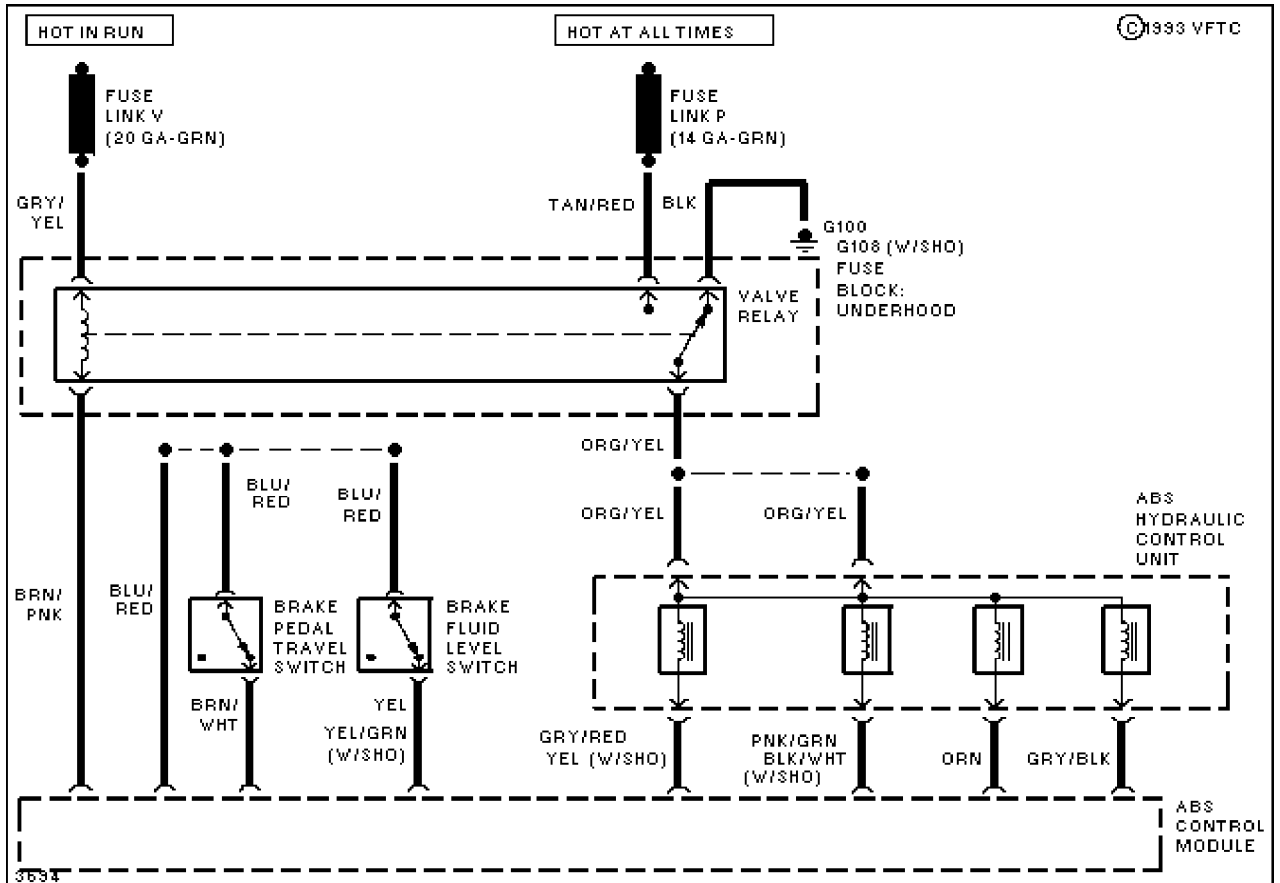 HOT IN RUN
HOT AT ALL TIMES
C 1993 VFTC
FUSE
LINK V
(20 GA-GRN)
FUSE
LINK P
(14 GA-GRN)
GRY/
YEL
TAN/RED
BLK
G100
G108 (W/SHO)
FUSE
BLOCK:
UNDERHOOD
VALVE
RELAY
ORG/YEL
BLU/
RED
BLU/
RED
ORG/YEL
ORG/YEL
ABS
HYDRAULIC
CONTROL
UNIT
BRN/
PNK
BLU/
RED
BRAKE
PEDAL
TRAVEL
SWITCH
BRAKE
FLUID
LEVEL
SWITCH
BRN/
WHT
YEL
YEL/GRN
(W/SHO)
GRY/RED
YEL (W/SHO)
PNK/GRN
BLK/WHT
(W/SHO)
ORN
GRY/BLK
ABS
CONTROL
MODULE
3694